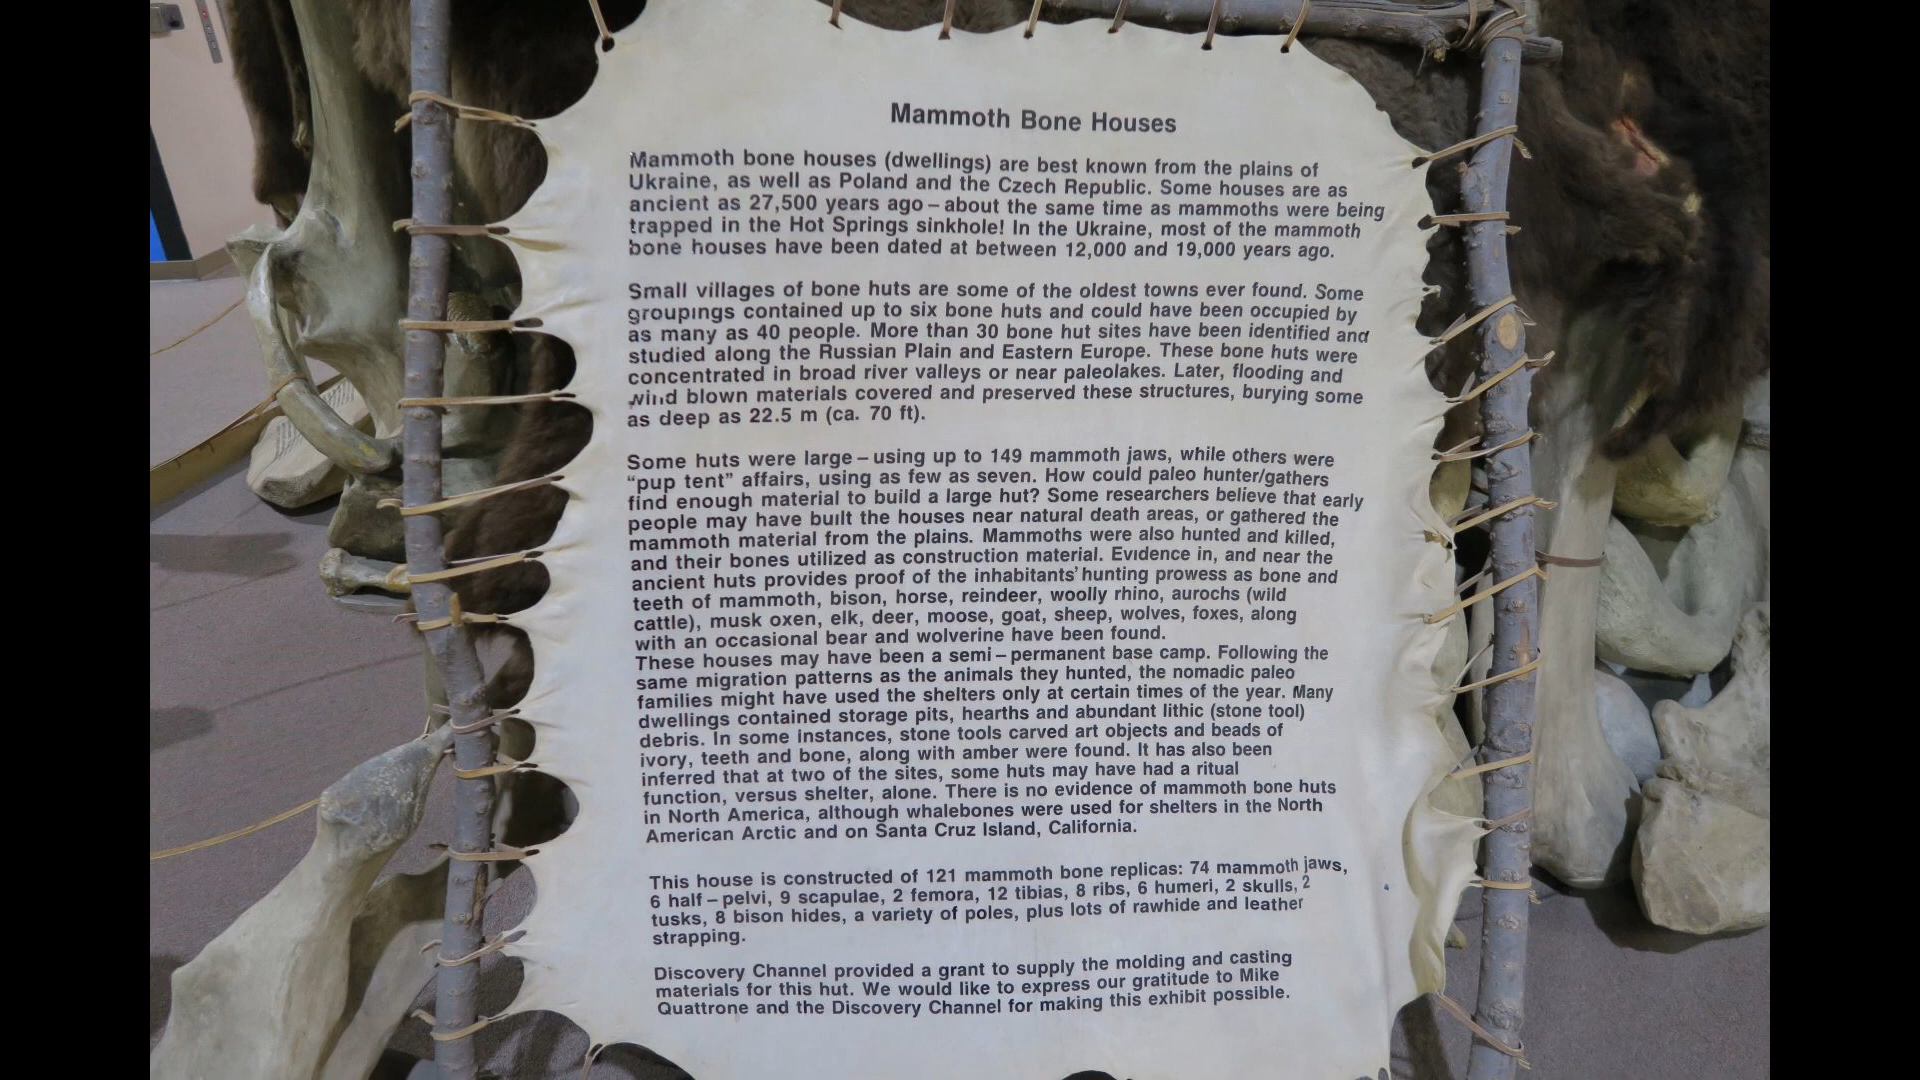 Mammoth Bone Houses
Mammoth bone houses (dwellings) are best known from the plains of
Ukraine, as well as Poland and the Czech Republic. Some houses are as
ancient as 27,500 years ago – about the same time as mammoths were being
trapped in the Hot Springs sinkhole! In the Ukraine, most of the mammoth
bone houses have been dated at between 12,000 and 19,000 years ago.
Small villages of bone huts are some of the oldest towns ever found. Some
groupings contained up to six bone huts and could have been occupied by
as many as 40 people. More than 30 bone hut sites have been identified and
studied along the Russian Plain and Eastern Europe. These bone huts were
concentrated in broad river valleys or near paleolakes. Later, flooding and
wind blown materials covered and preserved these structures, burying some
as deep as 22.5 m (ca. 70 ft).
Some huts were large – using up to 149 mammoth jaws, while others were
“pup tent” affairs, using as few as seven. How could paleo hunter/gathers
find enough material to build a large hut? Some researchers believe that early
people may have built the houses near natural death areas, or gathered the
mammoth material from the plains. Mammoths were also hunted and killed,
and their bones utilized as construction material. Evidence in, and near the
ancient huts provides proof of the inhabitants’ hunting prowess as bone and
teeth of mammoth, bison, horse, reindeer, woolly rhino, aurochs (wild
cattle), musk oxen, elk, deer, moose, goat, sheep, wolves, foxes, along
with an occasional bear and wolverine have been found.
These houses may have been a semi – permanent base camp. Following the
same migration patterns as the animals they hunted, the nomadic paleo
families might have used the shelters only at certain times of the year. Many
dwellings contained storage pits, hearths and abundant lithic (stone tool)
debris. In some instances, stone tools carved art objects and beads of
ivory, teeth and bone, along with amber were found. It has also been
inferred that at two of the sites, some huts may have had a ritual
function, versus shelter, alone. There is no evidence of mammoth bone huts
in North America, although whalebones were used for shelters in the North
American Arctic and on Santa Cruz Island, California.
This house is constructed of 121 mammoth bone replicas: 74 mammoth jaws,
6 half – pelvi, 9 scapulae, 2 femora, 12 tibias, 8 ribs, 6 humeri, 2 skulls, 2
tusks, 8 bison hides, a variety of poles, plus lots of rawhide and leather
strapping.
Discovery Channel provided a grant to supply the molding and casting
materials for this hut. We would like to express our gratitude to Mike
Quattrone and the Discovery Channel for making this exhibit possible.